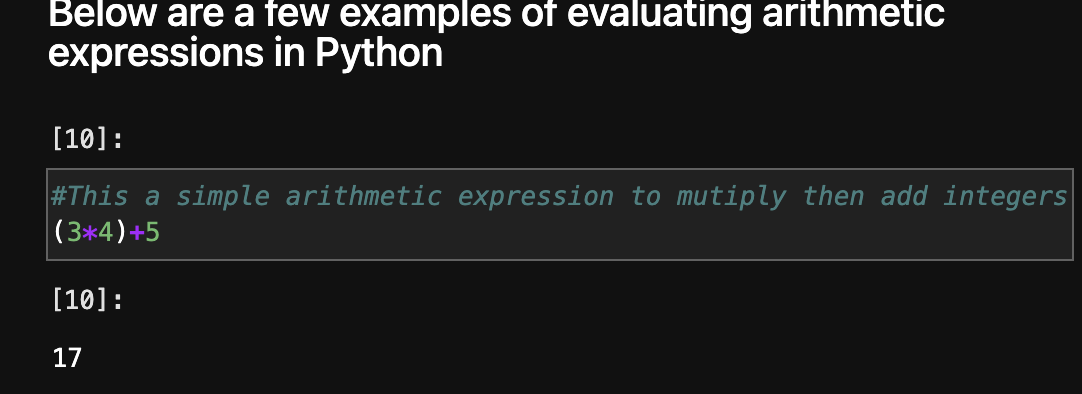 Below are a few examples of evaluating arithmetic
expressions in Python
[10]:
#This a simple arithmetic expression to mutiply then add integers
(3*4)+5
[10]:
17